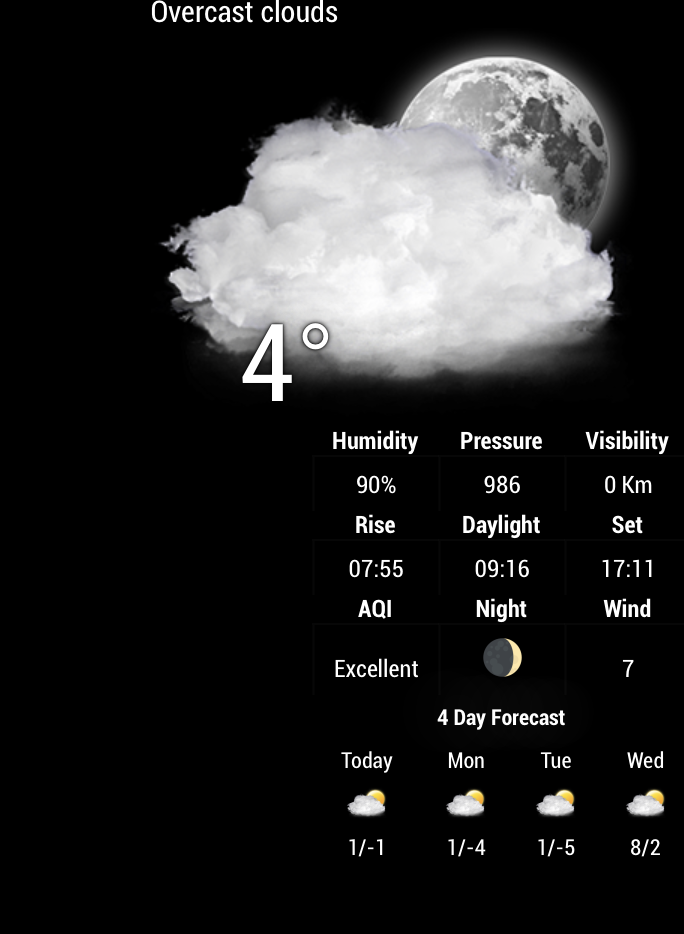 Overcast clouds
4°
Humidity Pressure Visibility
90% 986 0 Km
Rise Daylight Set
07:55 09:16 17:11
AQI Night Wind
Excellent 7
4 Day Forecast
Today Mon Tue Wed
1/-1 1/-4 1/-5 8/2